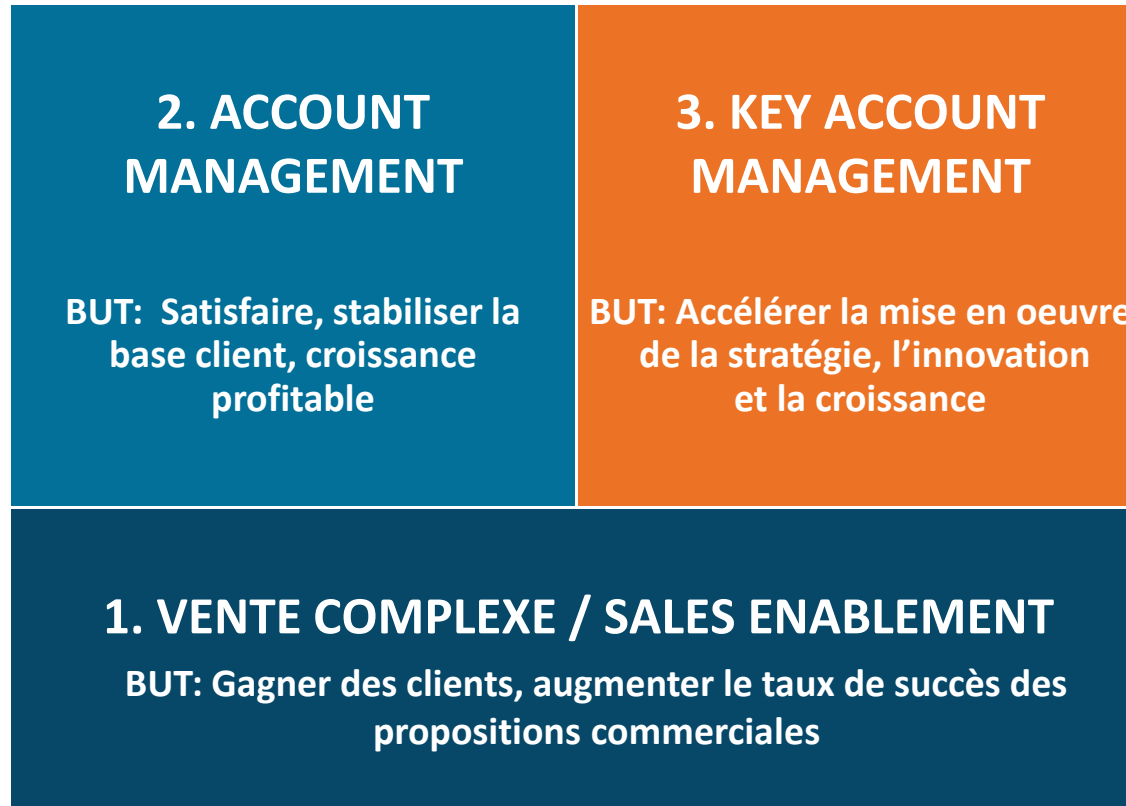 2. ACCOUNT
MANAGEMENT
BUT: Satisfaire, stabiliser la
base client, croissance
profitable
3. KEY ACCOUNT
MANAGEMENT
BUT: Accélérer la mise en oeuvre
de la stratégie, l’innovation
et la croissance
1. VENTE COMPLEXE / SALES ENABLEMENT
BUT: Gagner des clients, augmenter le taux de succès des
propositions commerciales